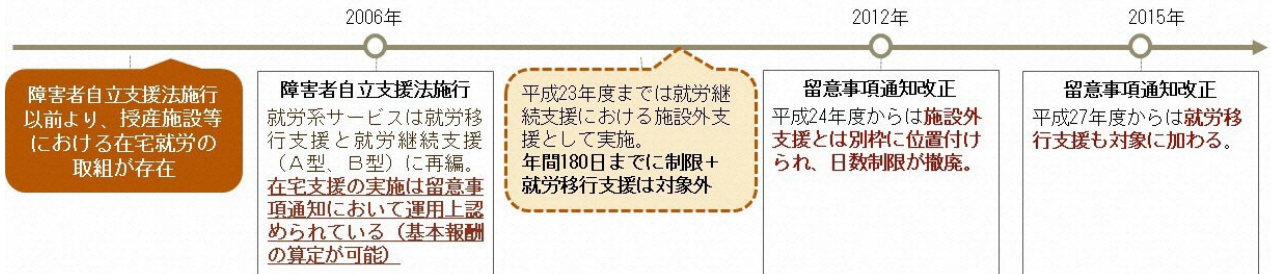 2006年
2012年
2015年
障害者自立支援法施行
以前より、授産施設等
における在宅就労の
取組が存在
障害者自立支援法施行
就労系サービスは就労移
行支援と就労継続支援
（A型、B型）に再編。
在宅支援の実施は留意事
項通知において運用上認
められている（基本報酬
の算定が可能）
平成23年度までは就労継
続支援における施設外支
援として実施。
年間180日までに制限＋
就労移行支援は対象外
留意事項通知改正
平成24年度からは施設外
支援とは別枠に位置付け
られ、日数制限が撤廃。
留意事項通知改正
平成27年度からは就労移
行支援も対象に加わる。